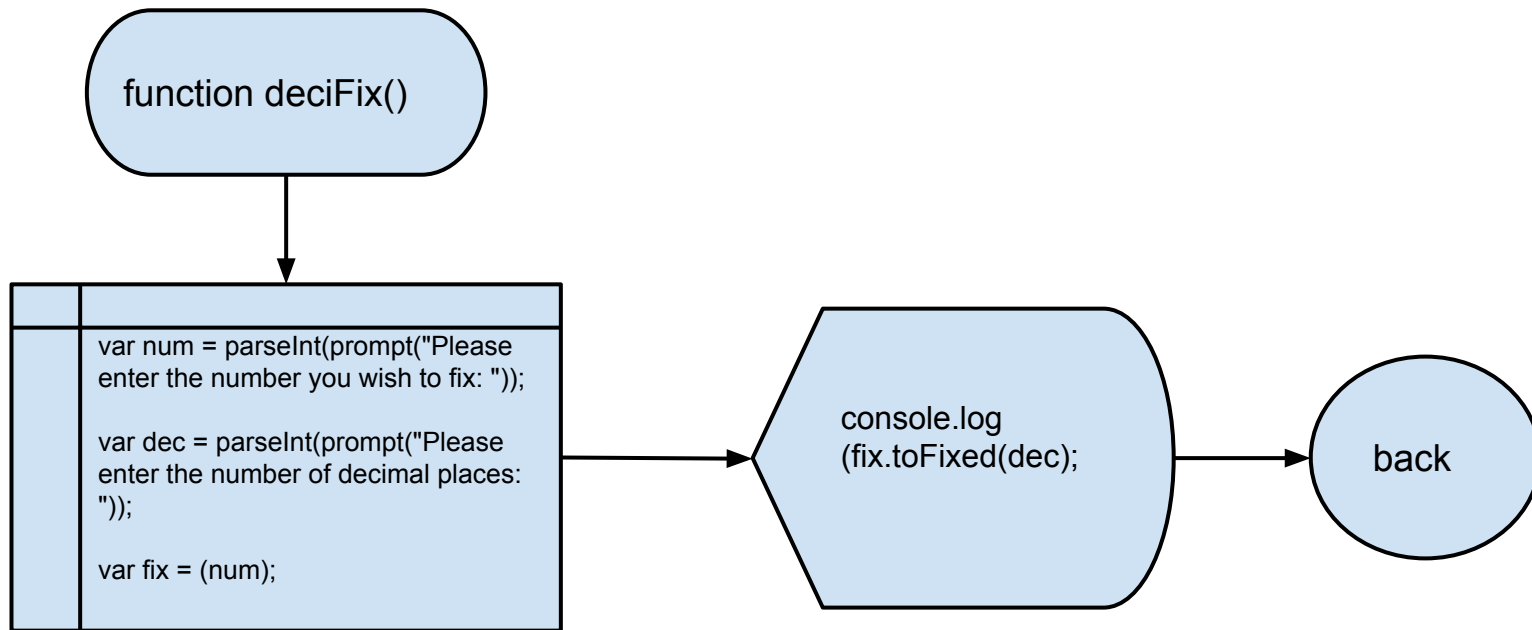 function deciFix()
var num = parseInt(prompt("Please
enter the number you wish to fix: "));
var dec = parseInt(prompt("Please
enter the number of decimal places:
"));
var fix = (num);
console.log
(fix.toFixed(dec);
back